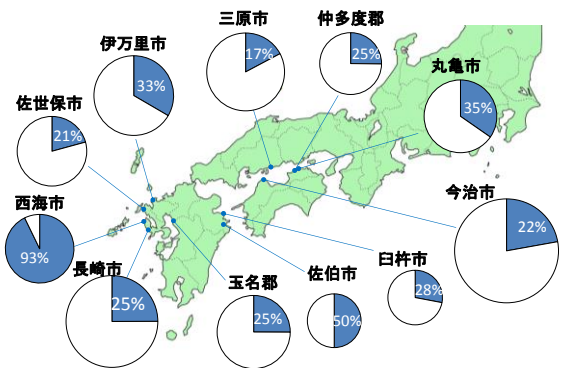 三原市
17%
仲多度郡
25%
伊万里市
33%
丸亀市
35%
佐世保市
21%
今治市
22%
西海市
93%
長崎市
25%
玉名郡
25%
佐伯市
50%
臼杵市
28%